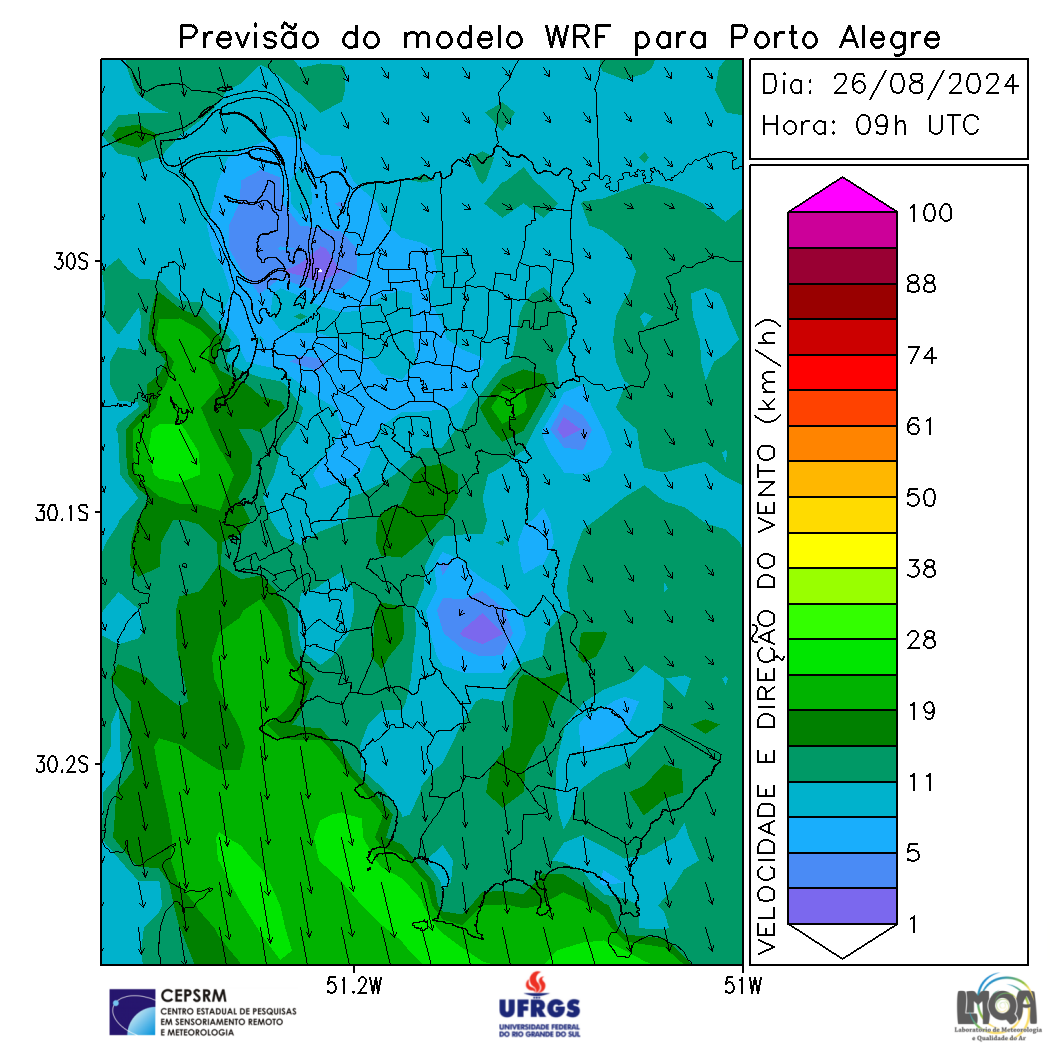 Previsão do modelo WRF para Porto Alegre
Dia: 26/08/2024
Hora: 09h UTC
30S
30.1S
30.2S
51.2W
51W
VELOCIDADE E DIREÇÃO DO VENTO (km/h)
100
88
74
61
50
38
28
19
11
5
1
CEPSRM
CENTRO ESTADUAL DE PESQUISAS
EM SENSORIAMENTO REMOTO
E METEOROLOGIA
UFRGS
UNIVERSIDADE FEDERAL
DO RIO GRANDE DO SUL
LMQA
Laboratório de Meteorologia
e Qualidade do Ar